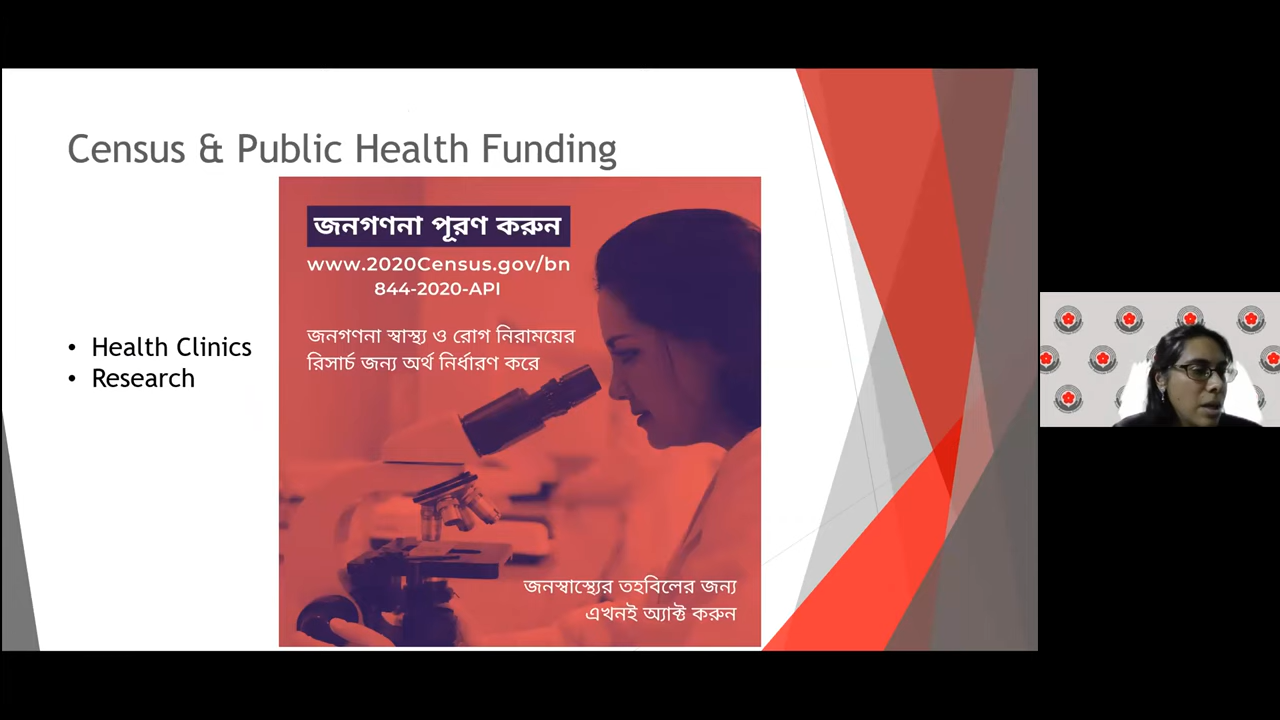 Census & Public Health Funding
জনগণনা পূরণ করুন
www.2020Census.gov/bn
844-2020-API
জনগণনা স্বাস্থ্য ও রোগ নিরাময়ের
রিসার্চ জন্য অর্থ নির্ধারণ করে
• Health Clinics
• Research
জনস্বাস্থ্যের তহবিলের জন্য
এখনই অ্যাক্ট করুন